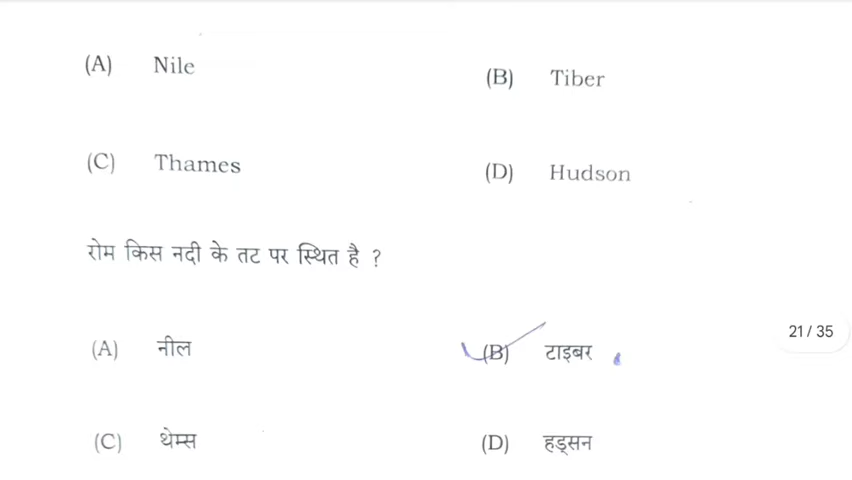 (A) Nile (B) Tiber
(C) Thames (D) Hudson
रोम किस नदी के तट पर स्थित है ?
21 / 35
(A) नील (B) टाइबर
(C) थेम्स (D) हड्सन